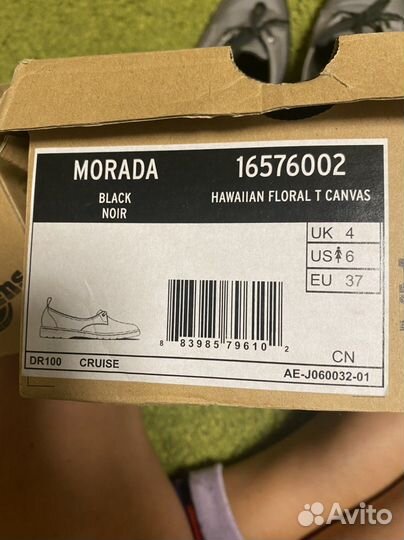 MORADA 16576002
BLACK HAWAIIAN FLORAL T CANVAS
NOIR
UK 4
US 6
EU 37
8 83985 79610 2
CN
DR100 CRUISE
AE-J060032-01
ens
Avito